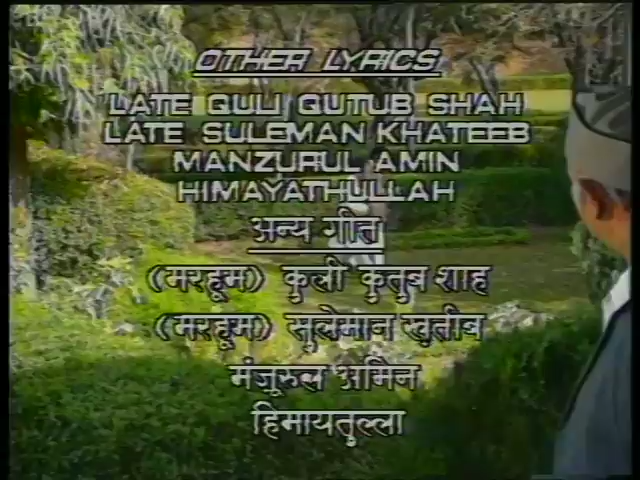 OTHER LYRICS
LATE QULI QUTUB SHAH
LATE SULEMAN KHATEEB
MANZURUL AMIN
HIMAYATHULLAH
अन्य गीत
(मरहूम) कुली कुतुब शाह
(मरहूम) सुलेमान खतीब
मंजूरुल अमिन
हिमायतुल्ला